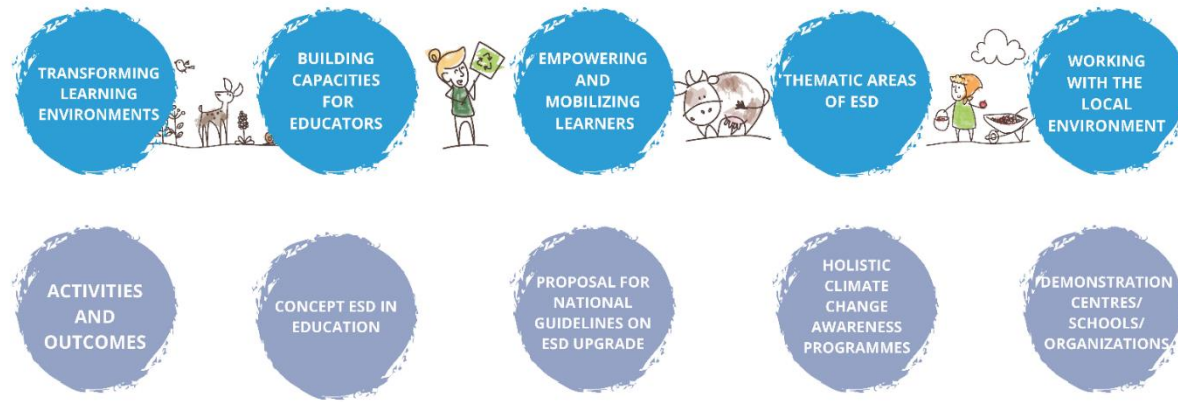 TRANSFORMING
LEARNING
ENVIRONMENTS
BUILDING
CAPACITIES
FOR
EDUCATORS
EMPOWERING
AND
MOBILIZING
LEARNERS
THEMATIC AREAS
OF ESD
WORKING
WITH THE
LOCAL
ENVIRONMENT
ACTIVITIES
AND
OUTCOMES
CONCEPT ESD IN
EDUCATION
PROPOSAL FOR
NATIONAL
GUIDELINES ON
ESD UPGRADE
HOLISTIC
CLIMATE
CHANGE
AWARENESS
PROGRAMMES
DEMONSTRATION
CENTRES/
SCHOOLS/
ORGANIZATIONS